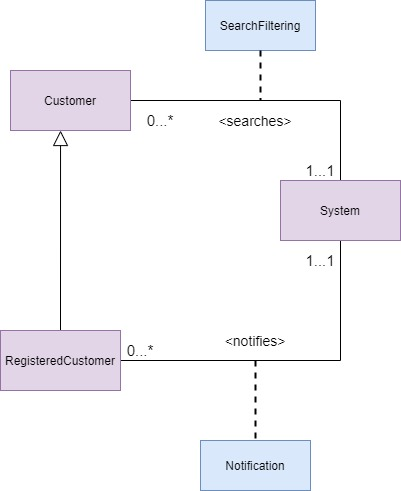 SearchFiltering
Customer
0...*
<searches>
1...1
System
1...1
<notifies>
0...*
RegisteredCustomer
Notification